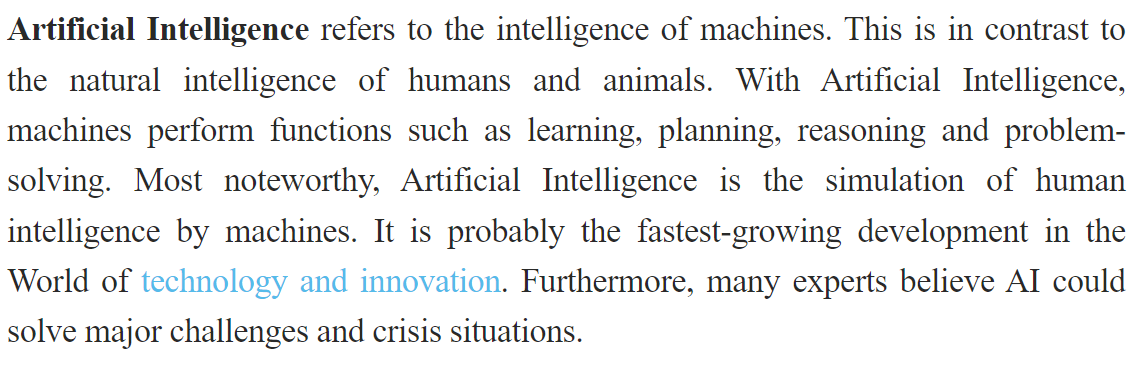 Artificial Intelligence refers to the intelligence of machines. This is in contrast to
the natural intelligence of humans and animals. With Artificial Intelligence,
machines perform functions such as learning, planning, reasoning and problem-
solving. Most noteworthy, Artificial Intelligence is the simulation of human
intelligence by machines. It is probably the fastest-growing development in the
World of technology and innovation. Furthermore, many experts believe AI could
solve major challenges and crisis situations.